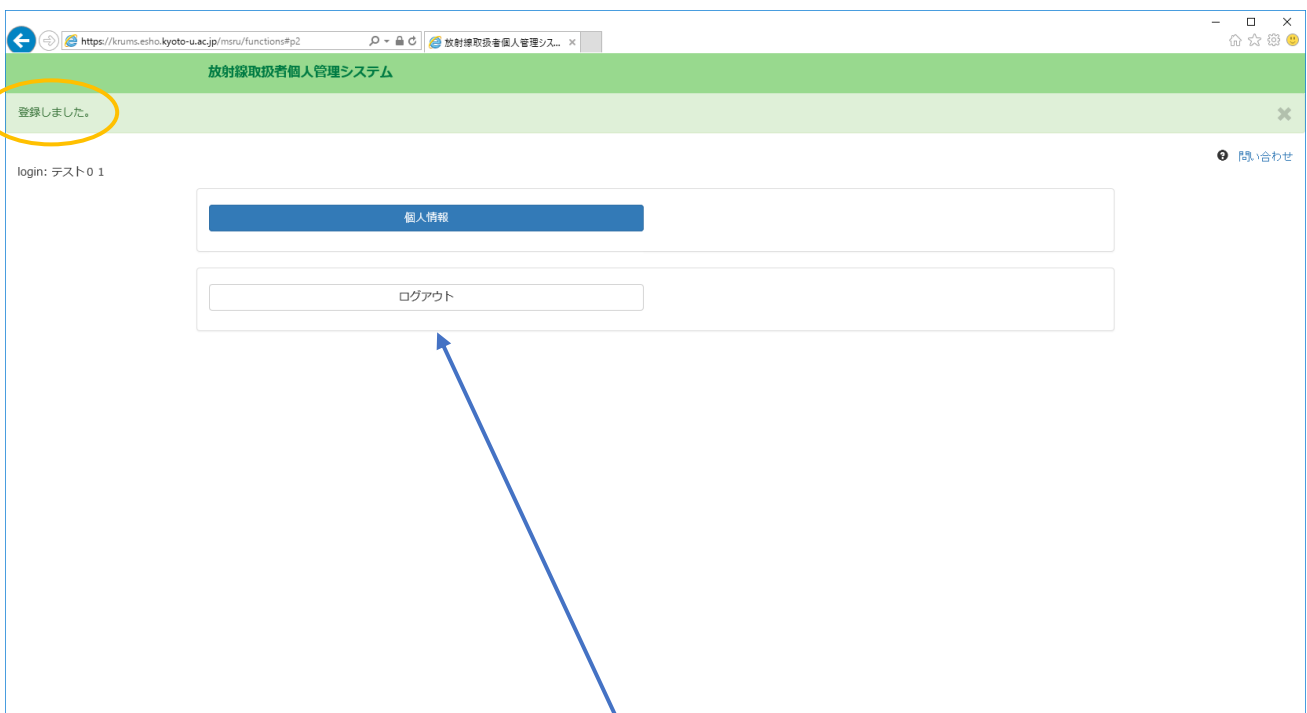 https://krums.esho.kyoto-u.ac.jp/msru/functions#p2
放射線取扱者個人管理シス...
放射線取扱者個人管理システム
登録しました。
問い合わせ
login: テスト０１
個人情報
ログアウト